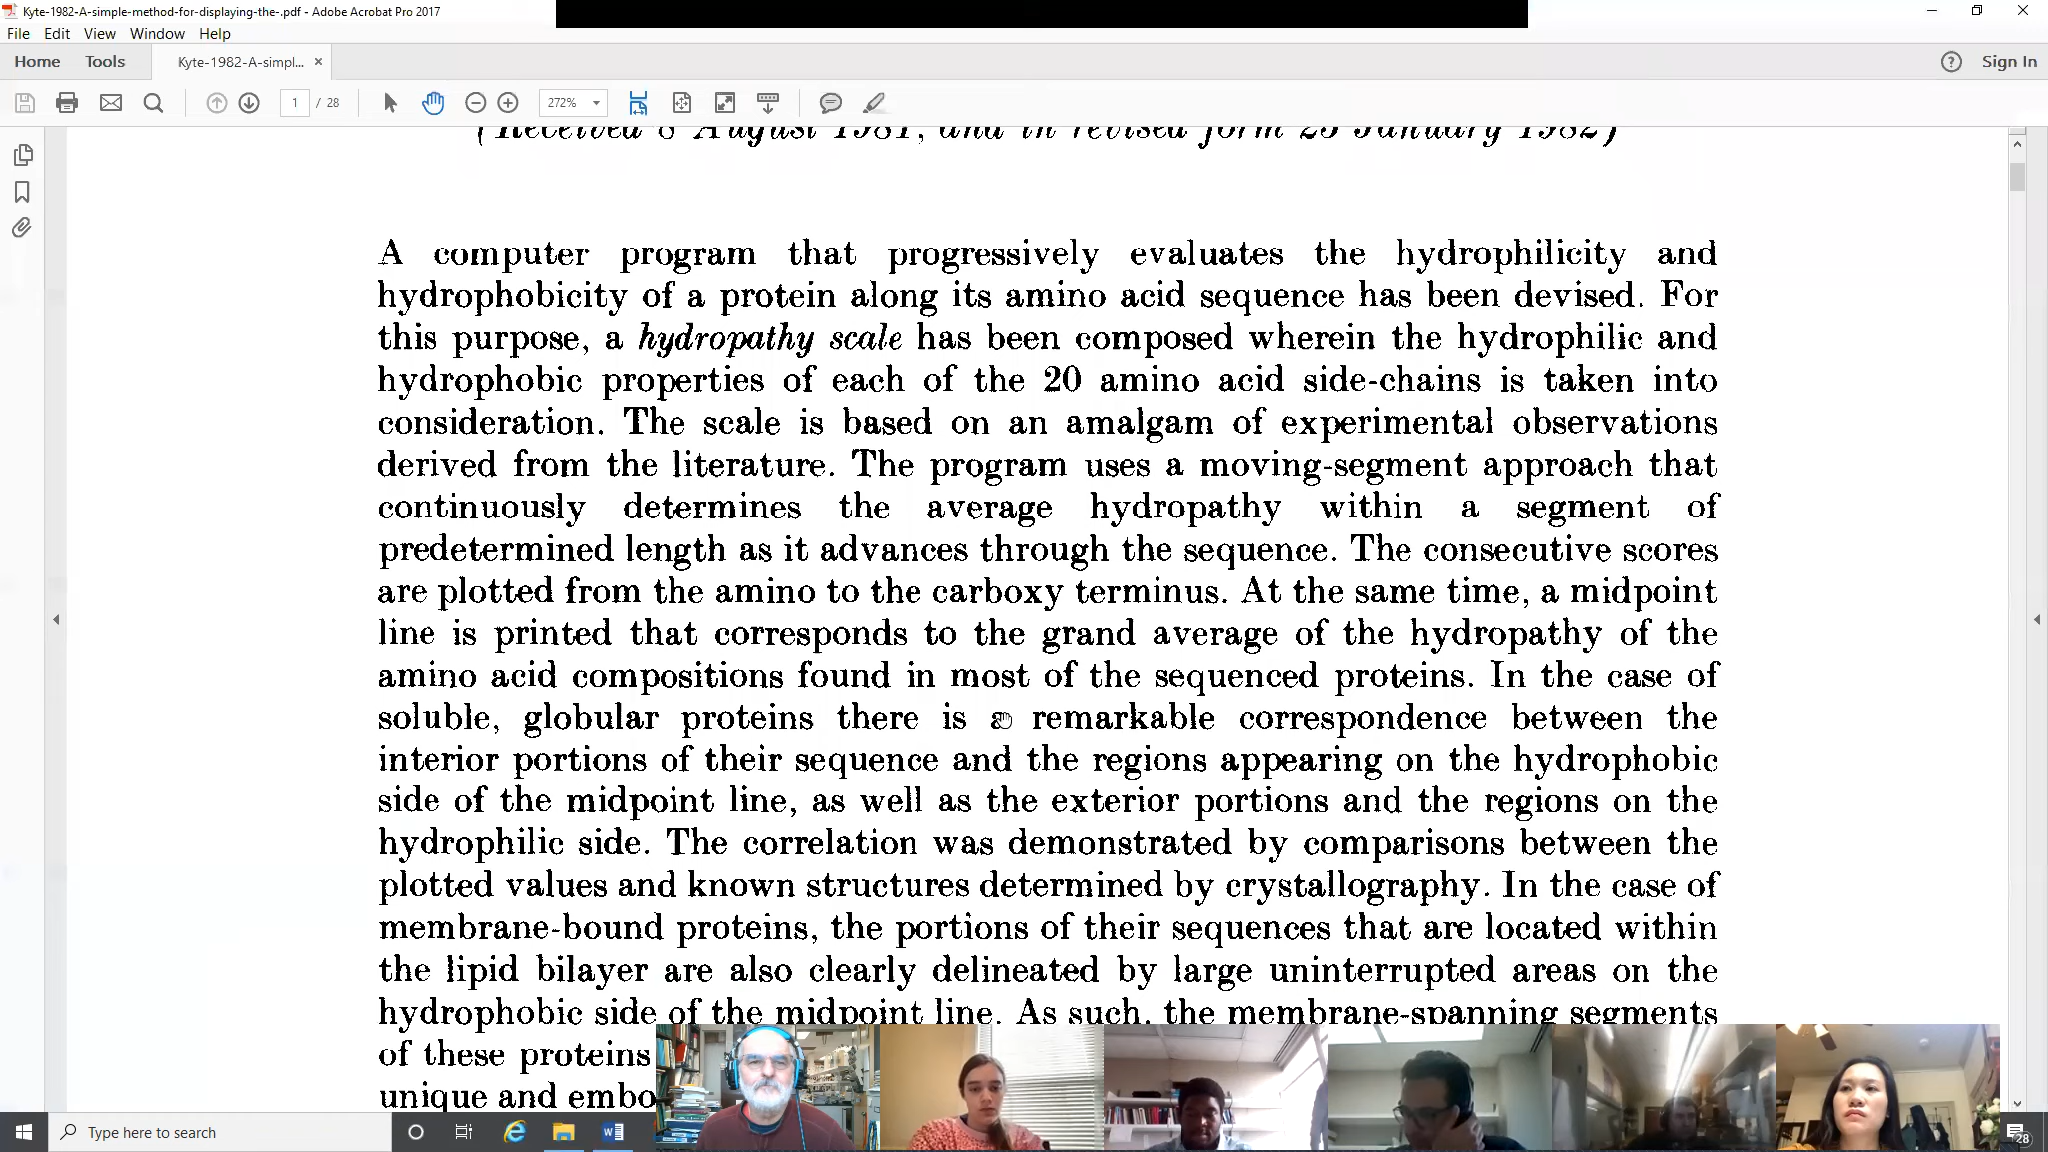 Kyte-1982-A-simple-method-for-displaying-the-.pdf - Adobe Acrobat Pro 2017
File Edit View Window Help
Home Tools Kyte-1982-A-simpl... × Sign In
1 / 28 272%
(Received 8 August 1981, and in revised form 25 January 1982)
A computer program that progressively evaluates the hydrophilicity and
hydrophobicity of a protein along its amino acid sequence has been devised. For
this purpose, a hydropathy scale has been composed wherein the hydrophilic and
hydrophobic properties of each of the 20 amino acid side-chains is taken into
consideration. The scale is based on an amalgam of experimental observations
derived from the literature. The program uses a moving-segment approach that
continuously determines the average hydropathy within a segment of
predetermined length as it advances through the sequence. The consecutive scores
are plotted from the amino to the carboxy terminus. At the same time, a midpoint
line is printed that corresponds to the grand average of the hydropathy of the
amino acid compositions found in most of the sequenced proteins. In the case of
soluble, globular proteins there is a remarkable correspondence between the
interior portions of their sequence and the regions appearing on the hydrophobic
side of the midpoint line, as well as the exterior portions and the regions on the
hydrophilic side. The correlation was demonstrated by comparisons between the
plotted values and known structures determined by crystallography. In the case of
membrane-bound proteins, the portions of their sequences that are located within
the lipid bilayer are also clearly delineated by large uninterrupted areas on the
hydrophobic side of the midpoint line. As such, the membrane-spanning segments
of these proteins
unique and embo
Type here to search
28